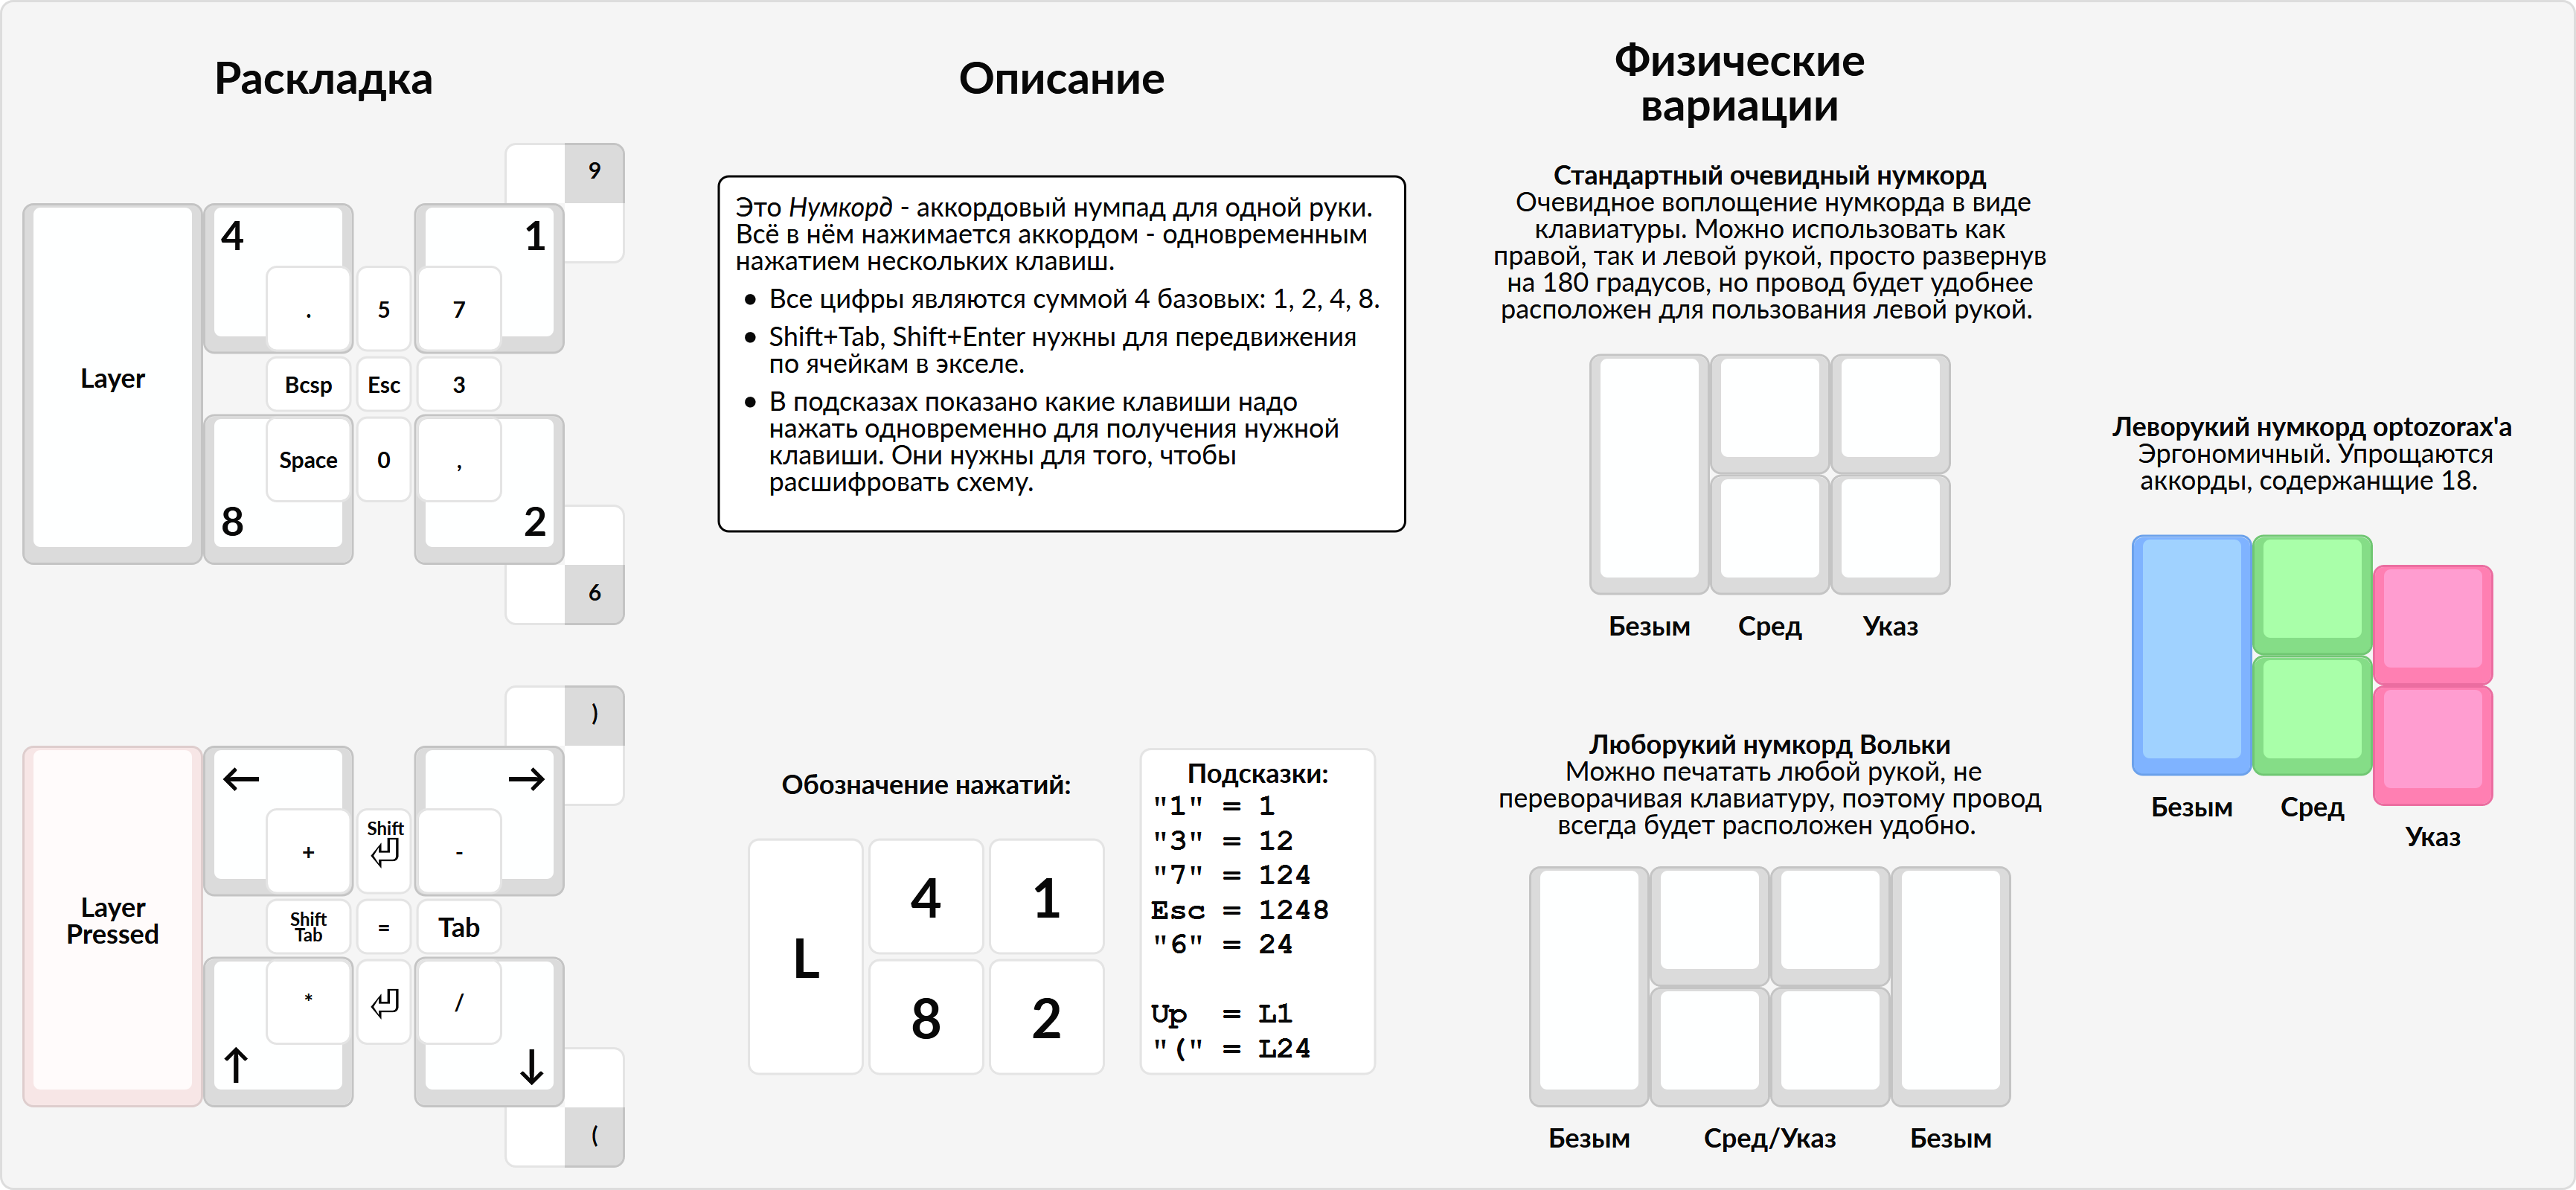 Раскладка
9
4
1
.
5
7
Layer
Bcsp
Esc
3
Space
0
,
8
2
6
)
←
→
+
Shift
⏎
-
Layer
Pressed
Shift
Tab
=
Tab
*
⏎
/
↑
↓
(
Описание
Это Нумкорд - аккордовый нумпад для одной руки.
Всё в нём нажимается аккордом - одновременным
нажатием нескольких клавиш.
● Все цифры являются суммой 4 базовых: 1, 2, 4, 8.
● Shift+Tab, Shift+Enter нужны для передвижения
по ячейкам в экселе.
● В подсказах показано какие клавиши надо
нажать одновременно для получения нужной
клавиши. Они нужны для того, чтобы
расшифровать схему.
Обозначение нажатий:
L
4
1
8
2
Подсказки:
"1" = 1
"3" = 12
"7" = 124
Esc = 1248
"6" = 24
Up = L1
"(" = L24
Физические
вариации
Стандартный очевидный нумкорд
Очевидное воплощение нумкорда в виде
клавиатуры. Можно использовать как
правой, так и левой рукой, просто развернув
на 180 градусов, но провод будет удобнее
расположен для пользования левой рукой.
Безым
Сред
Указ
Люборукий нумкорд Вольки
Можно печатать любой рукой, не
переворачивая клавиатуру, поэтому провод
всегда будет расположен удобно.
Безым
Сред/Указ
Безым
Леворукий нумкорд optozorax'а
Эргономичный. Упрощаются
аккорды, содержанщие 18.
Безым
Сред
Указ